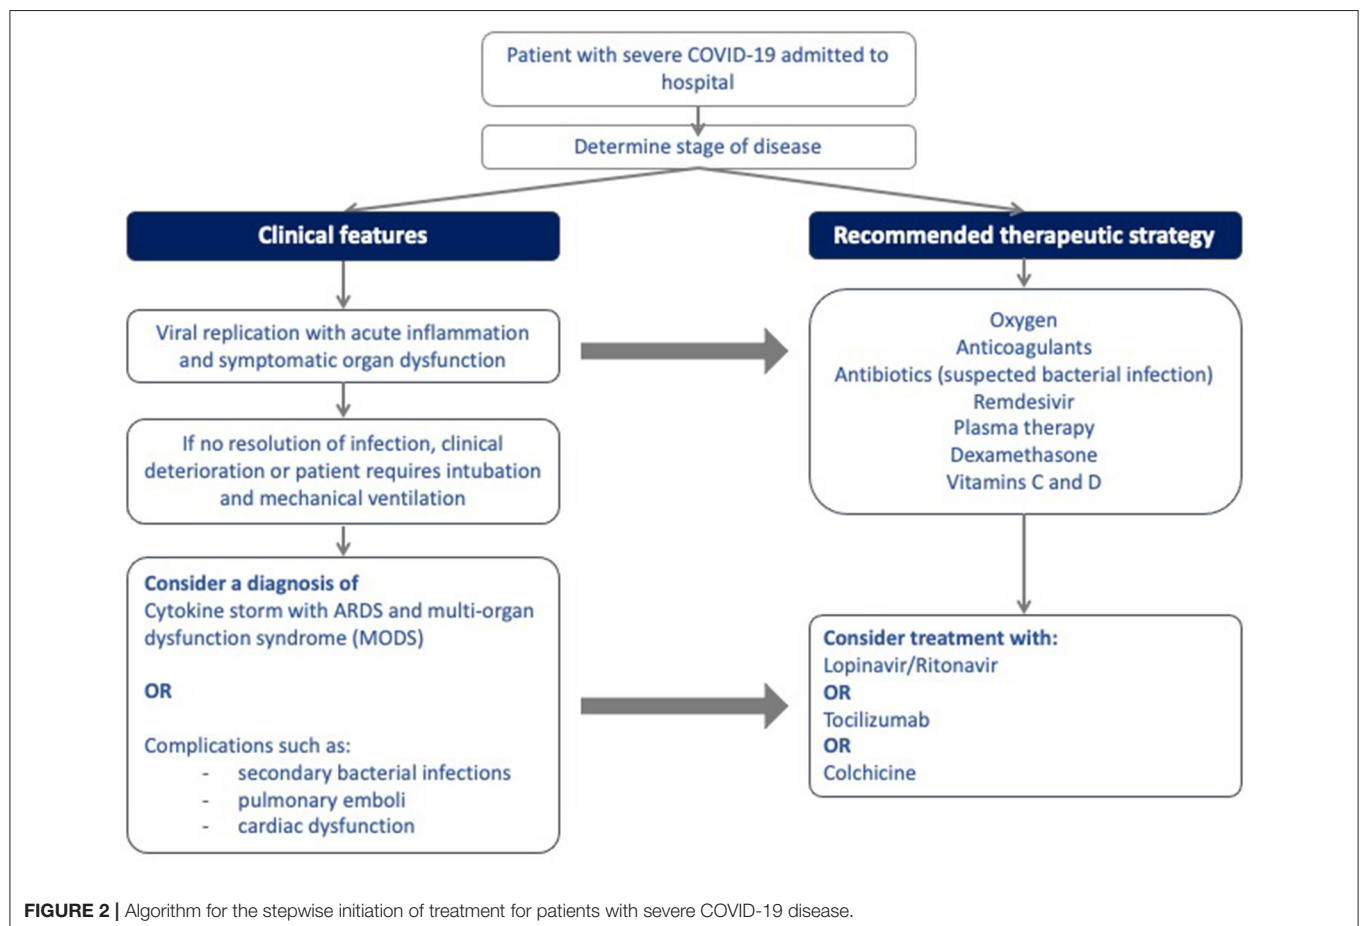 Patient with severe COVID-19 admitted to
hospital
Determine stage of disease
Clinical features
Viral replication with acute inflammation
and symptomatic organ dysfunction
If no resolution of infection, clinical
deterioration or patient requires intubation
and mechanical ventilation
Consider a diagnosis of
Cytokine storm with ARDS and multi-organ
dysfunction syndrome (MODS)
OR
Complications such as:
- secondary bacterial infections
- pulmonary emboli
- cardiac dysfunction
Recommended therapeutic strategy
Oxygen
Anticoagulants
Antibiotics (suspected bacterial infection)
Remdesivir
Plasma therapy
Dexamethasone
Vitamins C and D
Consider treatment with:
Lopinavir/Ritonavir
OR
Tocilizumab
OR
Colchicine
FIGURE 2 | Algorithm for the stepwise initiation of treatment for patients with severe COVID-19 disease.